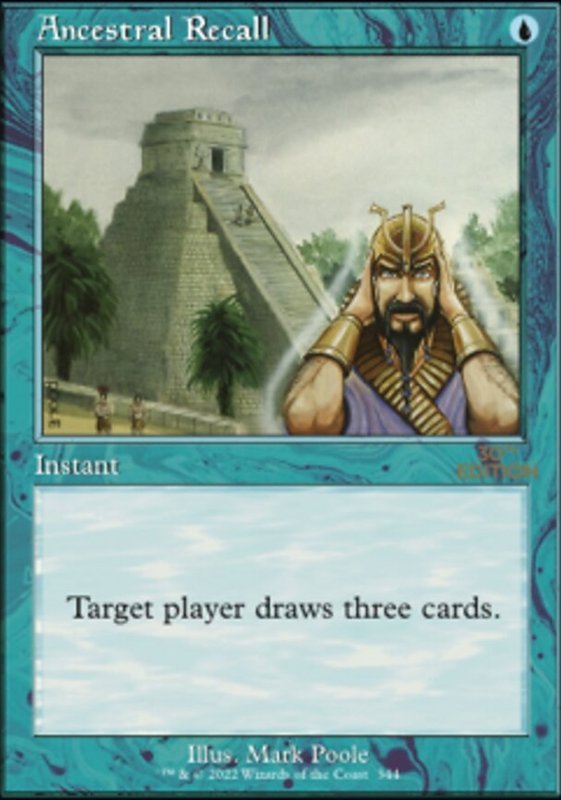 Ancestral Recall
Instant
30TH
EDITION
Target player draws three cards.
Illus. Mark Poole
™ & © 2022 Wizards of the Coast 344